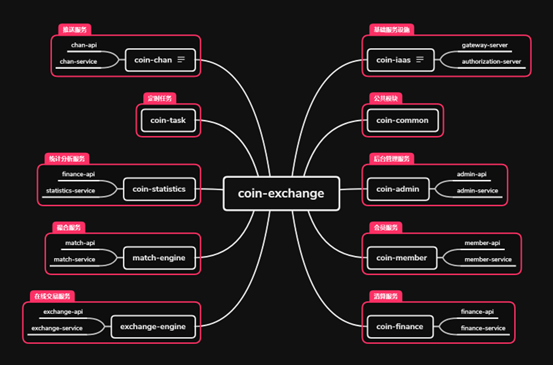 推送服务
chan-api
chan-service
coin-chan
定时任务
coin-task
统计分析服务
finance-api
statistics-service
coin-statistics
撮合服务
match-api
match-service
match-engine
在线交易服务
exchange-api
exchange-service
exchange-engine
coin-exchange
基础服务设施
coin-iaas
gateway-server
authorization-server
公共模块
coin-common
后台管理服务
coin-admin
admin-api
admin-service
会员服务
coin-member
member-api
member-service
清算服务
coin-finance
finance-api
finance-service